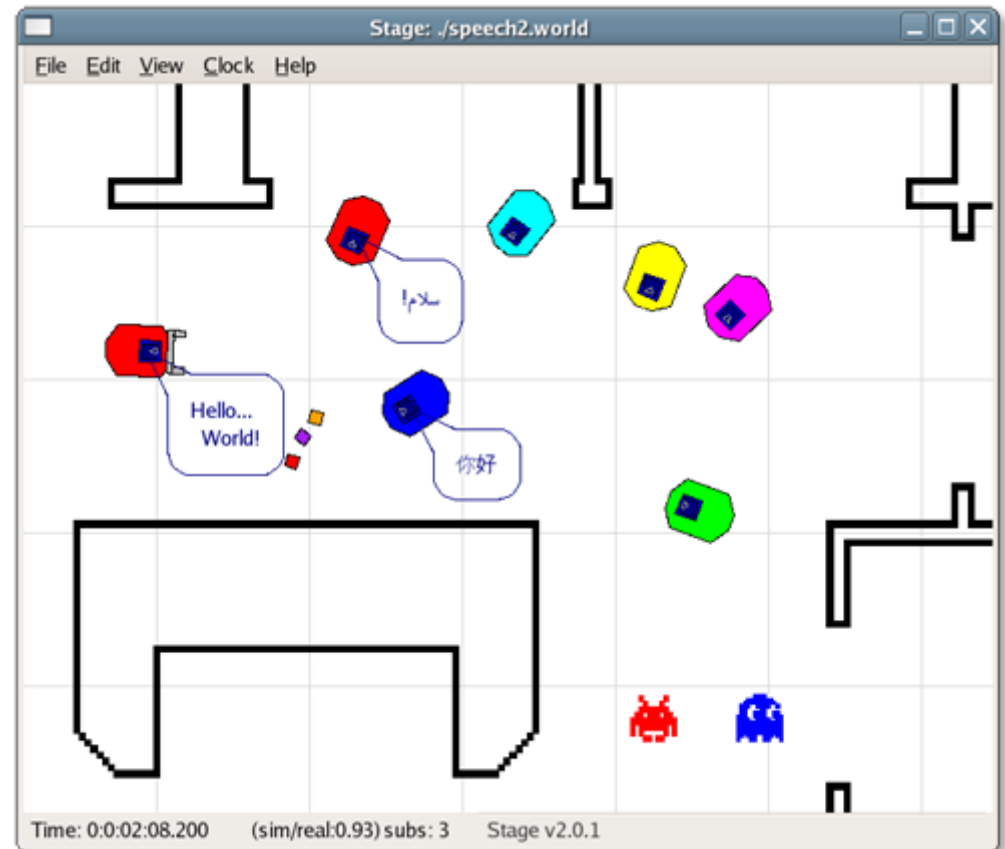 Stage: ./speech2.world
File Edit View Clock Help
سلام!
Hello...
World!
你好
Time: 0:0:02:08.200 (sim/real:0.93) subs: 3 Stage v2.0.1